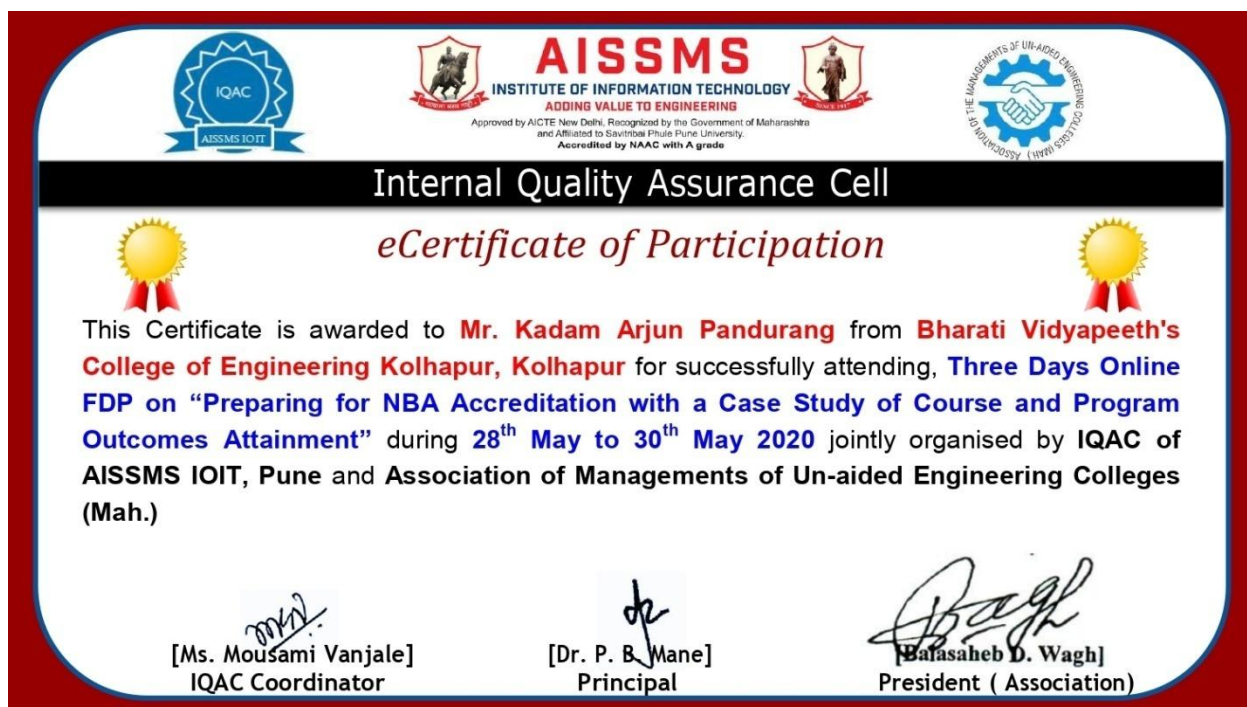 IQAC
AISSMS IOIT
AISSMS
INSTITUTE OF INFORMATION TECHNOLOGY
ADDING VALUE TO ENGINEERING
Approved by AICTE New Delhi, Recognized by the Government of Maharashtra
and Affiliated to Savitribai Phule Pune University.
Accredited by NAAC with A grade
SINCE 1917
ASSOCIATION OF THE MANAGEMENTS OF UN-AIDED ENGINEERING COLLEGES (MAH.)
Internal Quality Assurance Cell
eCertificate of Participation
This Certificate is awarded to Mr. Kadam Arjun Pandurang from Bharati Vidyapeeth's
College of Engineering Kolhapur, Kolhapur for successfully attending, Three Days Online
FDP on “Preparing for NBA Accreditation with a Case Study of Course and Program
Outcomes Attainment” during 28th May to 30th May 2020 jointly organised by IQAC of
AISSMS IOIT, Pune and Association of Managements of Un-aided Engineering Colleges
(Mah.)
[Ms. Mousami Vanjale]
IQAC Coordinator
[Dr. P. B. Mane]
Principal
[Balasaheb D. Wagh]
President ( Association)